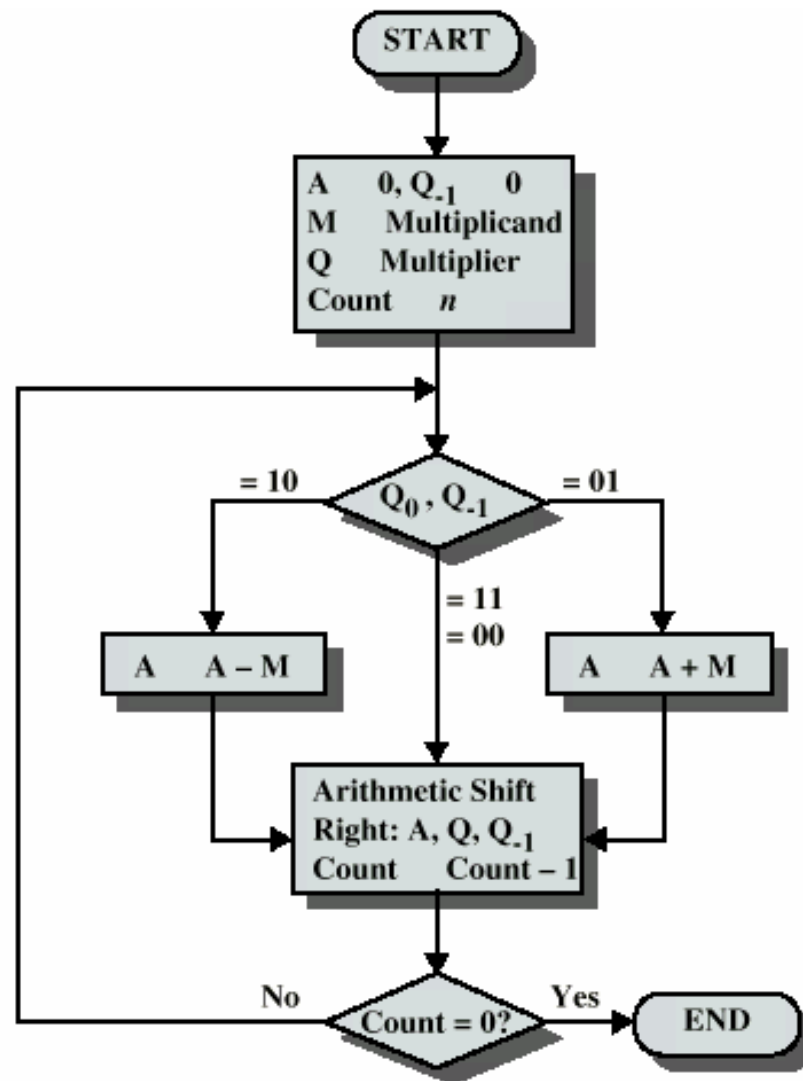 START
A 0, Q-1 0
M Multiplicand
Q Multiplier
Count n
= 10
Q0 , Q-1
= 01
= 11
= 00
A A – M
A A + M
Arithmetic Shift
Right: A, Q, Q-1
Count Count – 1
No
Count = 0?
Yes
END